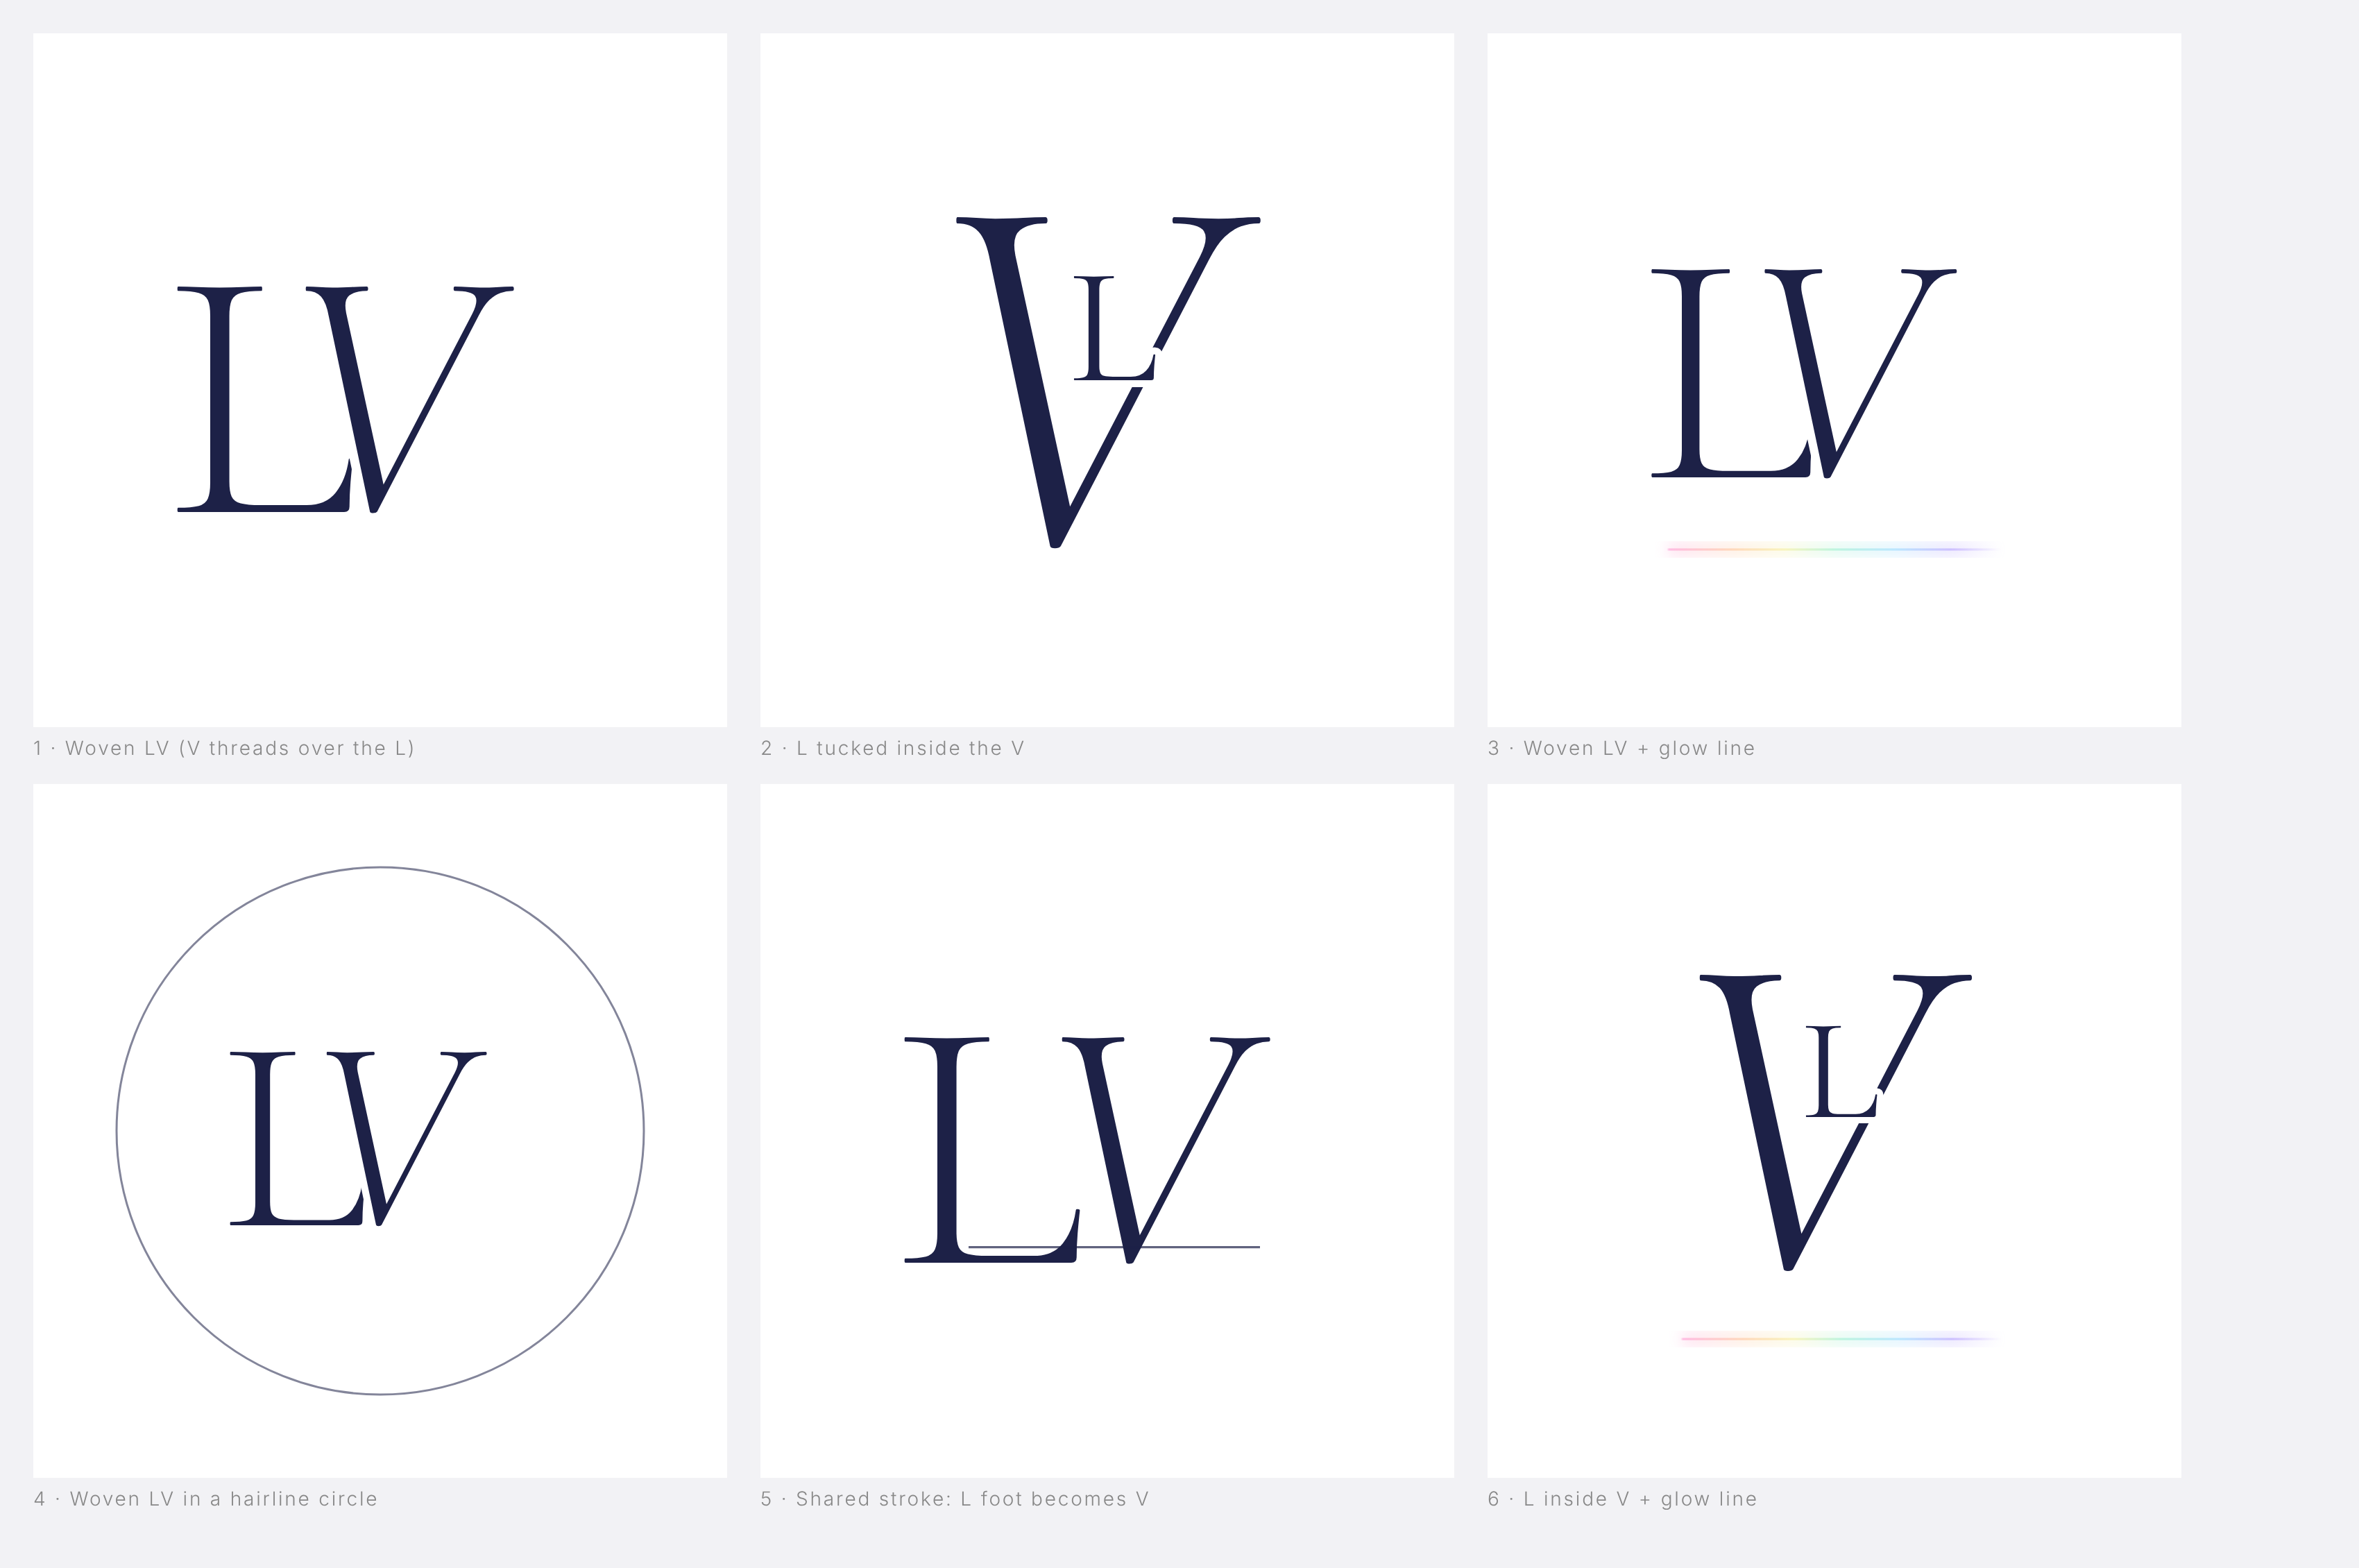 LV
VL
LV
1 · Woven LV (V threads over the L)
2 · L tucked inside the V
3 · Woven LV + glow line
LV
LV
VL
4 · Woven LV in a hairline circle
5 · Shared stroke: L foot becomes V
6 · L inside V + glow line